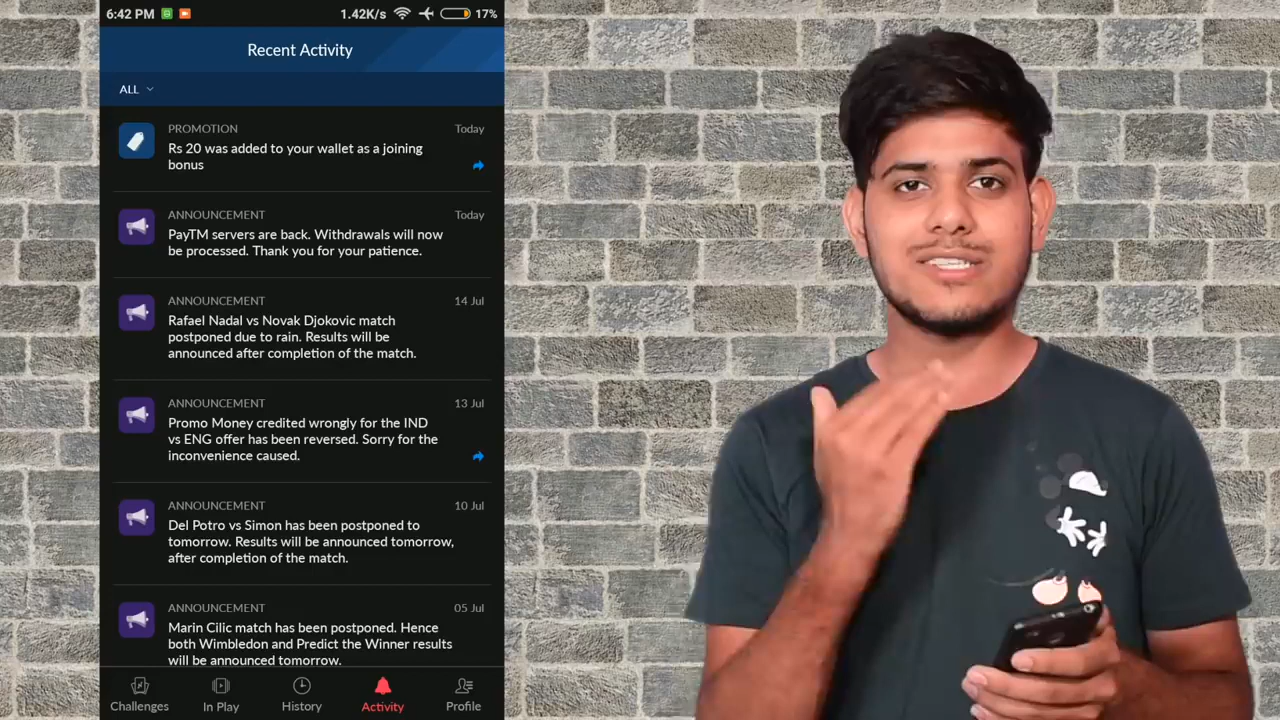 6:42 PM
1.42K/s
17%
Recent Activity
ALL
PROMOTION
Today
Rs 20 was added to your wallet as a joining
bonus
ANNOUNCEMENT
Today
PayTM servers are back. Withdrawals will now
be processed. Thank you for your patience.
ANNOUNCEMENT
14 Jul
Rafael Nadal vs Novak Djokovic match
postponed due to rain. Results will be
announced after completion of the match.
ANNOUNCEMENT
13 Jul
Promo Money credited wrongly for the IND
vs ENG offer has been reversed. Sorry for the
inconvenience caused.
ANNOUNCEMENT
10 Jul
Del Potro vs Simon has been postponed to
tomorrow. Results will be announced tomorrow,
after completion of the match.
ANNOUNCEMENT
05 Jul
Marin Cilic match has been postponed. Hence
both Wimbledon and Predict the Winner results
will be announced tomorrow.
Challenges
In Play
History
Activity
Profile